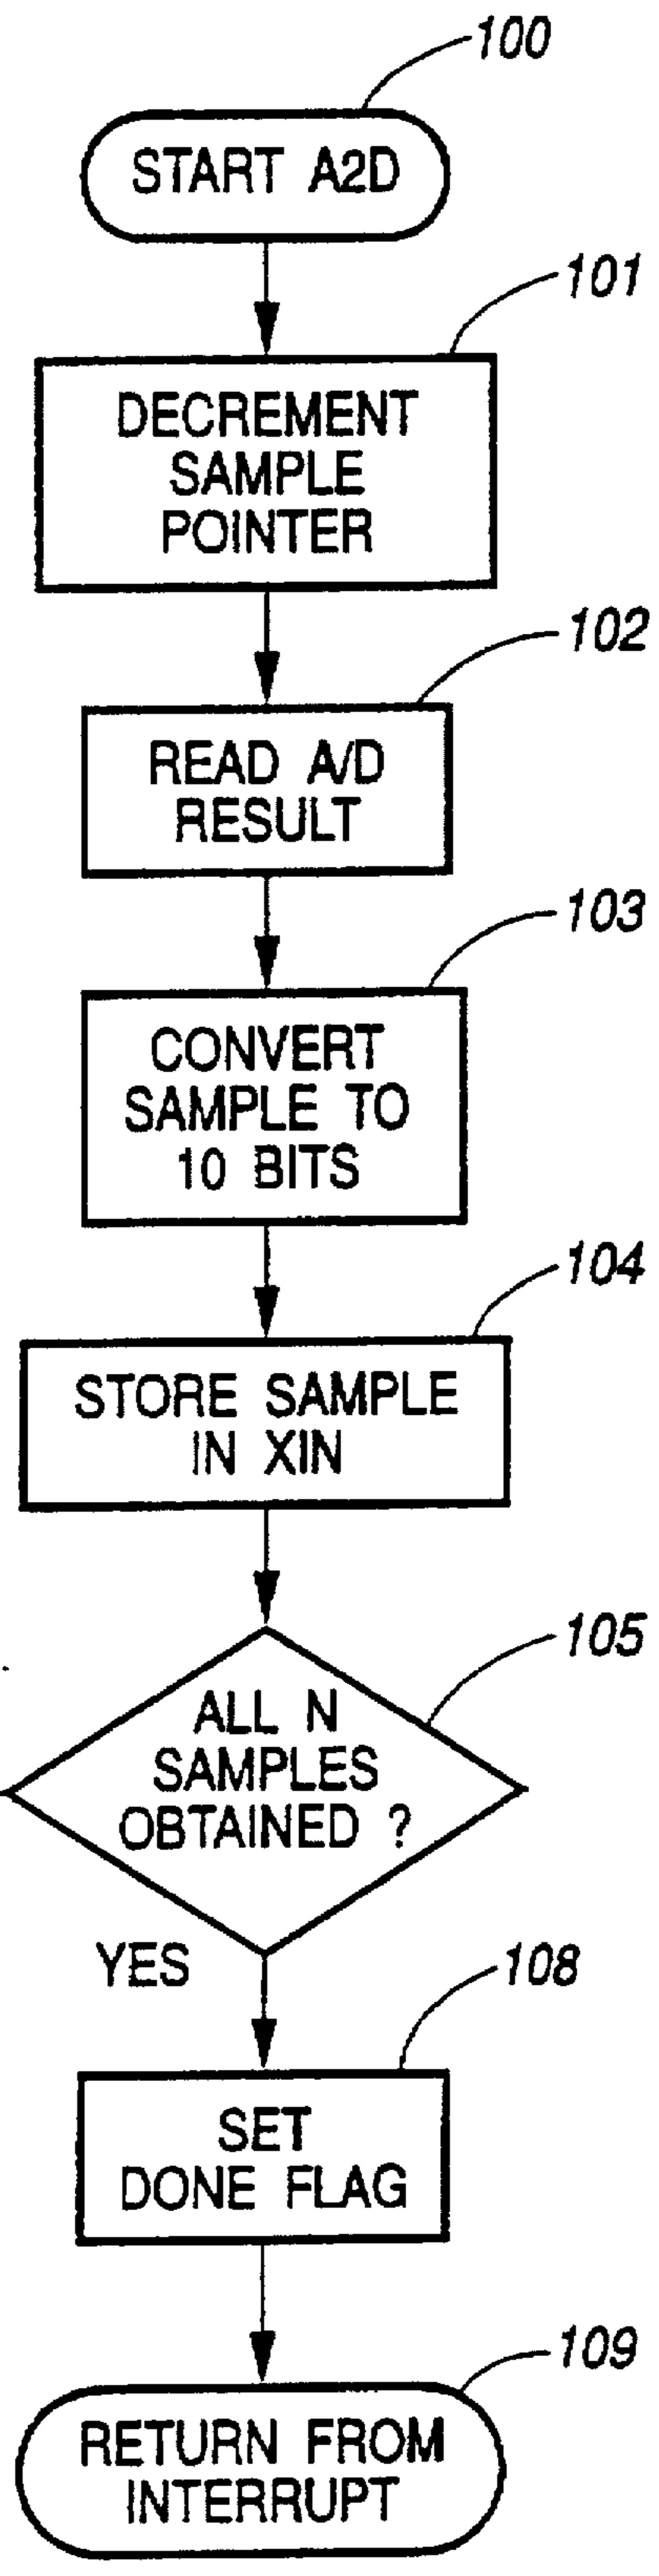 100
START A2D
101
DECREMENT
SAMPLE
POINTER
102
READ A/D
RESULT
103
CONVERT
SAMPLE TO
10 BITS
104
STORE SAMPLE
IN XIN
105
ALL N
SAMPLES
OBTAINED ?
YES
108
SET
DONE FLAG
109
RETURN FROM
INTERRUPT